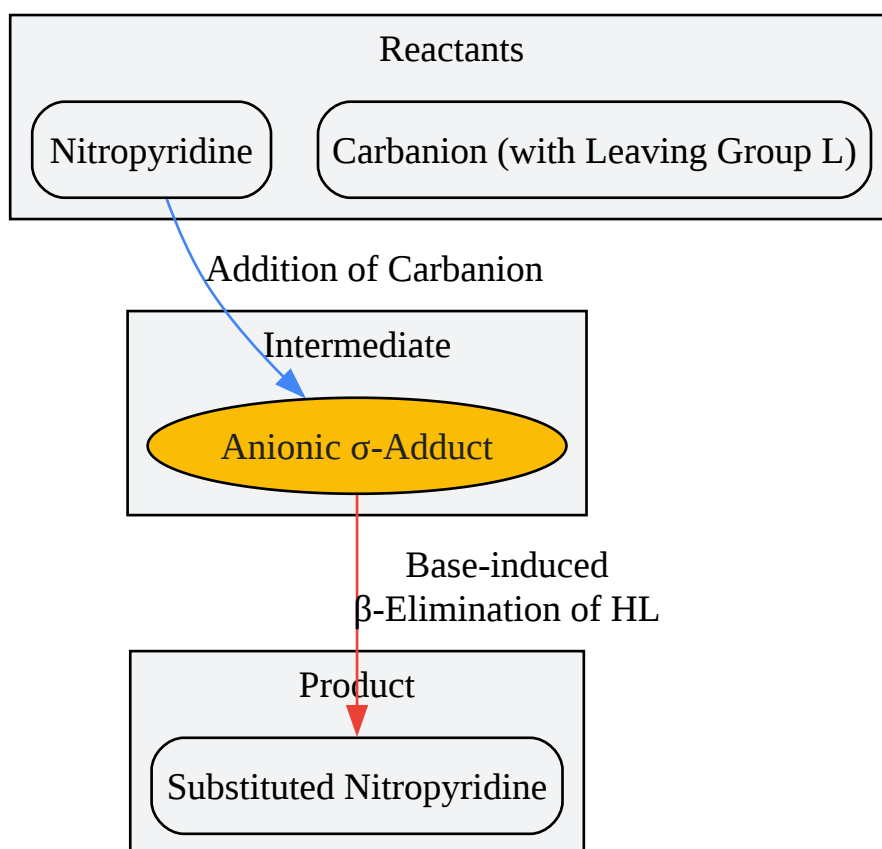 Reactants
Nitropyridine
Carbanion (with Leaving Group L)
Addition of Carbanion
Intermediate
Anionic σ-Adduct
Base-induced
β-Elimination of HL
Product
Substituted Nitropyridine